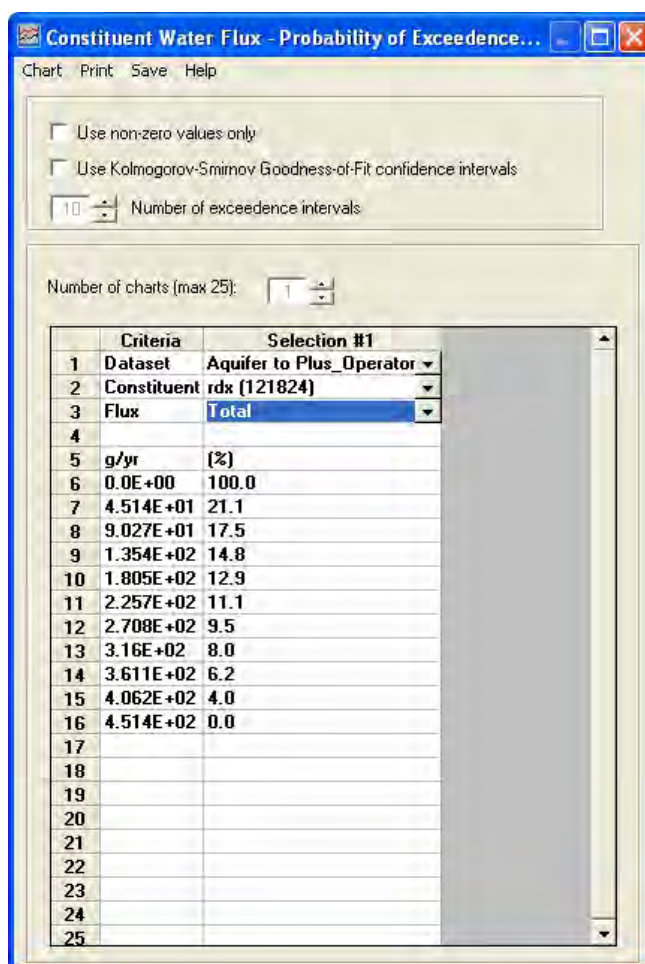 Constituent Water Flux - Probability of Exceedence...
Chart Print Save Help
Use non-zero values only
Use Kolmogorov-Smirnov Goodness-of-Fit confidence intervals
10 Number of exceedence intervals
Number of charts (max 25): 1
Criteria Selection #1
1 Dataset Aquifer to Plus_Operator
2 Constituent rdx (121824)
3 Flux Total
4
5 g/yr (%)
6 0.0E+00 100.0
7 4.514E+01 21.1
8 9.027E+01 17.5
9 1.354E+02 14.8
10 1.805E+02 12.9
11 2.257E+02 11.1
12 2.708E+02 9.5
13 3.16E+02 8.0
14 3.611E+02 6.2
15 4.062E+02 4.0
16 4.514E+02 0.0
17
18
19
20
21
22
23
24
25